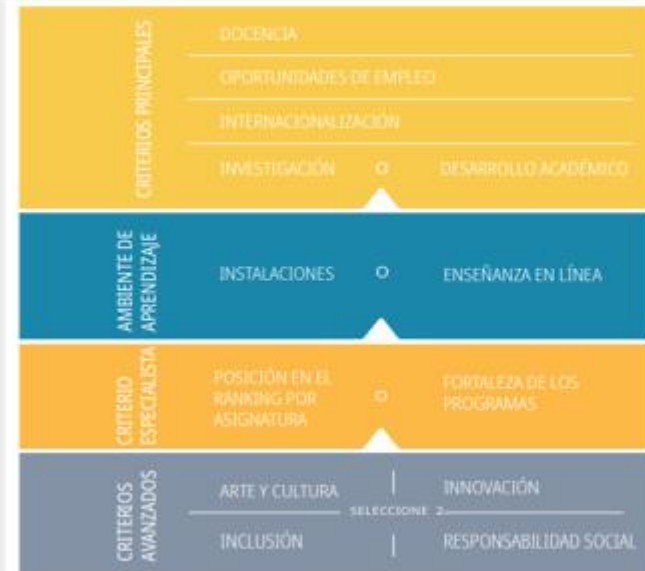 CRITERIOS PRINCIPALES
DOCENCIA
OPORTUNIDADES DE EMPLEO
INTERNACIONALIZACIÓN
INVESTIGACIÓN O DESARROLLO ACADÉMICO
AMBIENTE DE
APRENDIZAJE
INSTALACIONES O ENSEÑANZA EN LÍNEA
CRITERIO
ESPECIALISTA
POSICIÓN EN EL
RANKING POR
ASIGNATURA
O
FORTALEZA DE LOS
PROGRAMAS
CRITERIOS
AVANZADOS
ARTE Y CULTURA | INNOVACIÓN
SELECCIONE 2
INCLUSIÓN | RESPONSABILIDAD SOCIAL